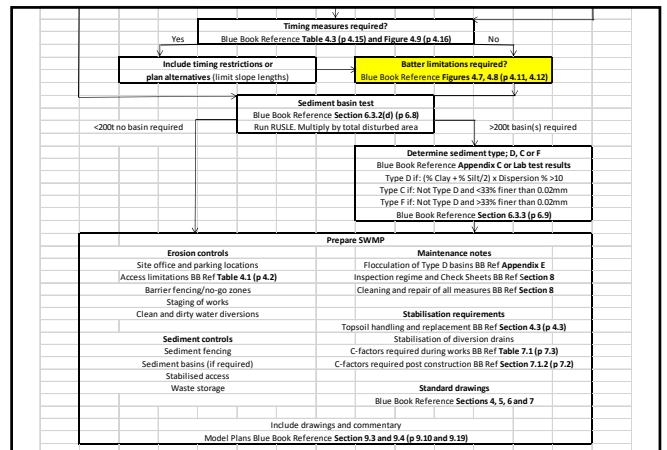 Timing measures required?
Blue Book Reference Table 4.3 (p 4.15) and Figure 4.9 (p 4.16)
Yes
No
Include timing restrictions or
plan alternatives (limit slope lengths)
Batter limitations required?
Blue Book Reference Figures 4.7, 4.8 (p 4.11, 4.12)
Sediment basin test
Blue Book Reference Section 6.3.2(d) (p 6.8)
Run RUSLE. Multiply by total disturbed area
<200t no basin required
>200t basin(s) required
Determine sediment type; D, C or F
Blue Book Reference Appendix C or Lab test results
Type D if: (% Clay + % Silt/2) x Dispersion % >10
Type C if: Not Type D and <33% finer than 0.02mm
Type F if: Not Type D and >33% finer than 0.02mm
Blue Book Reference Section 6.3.3 (p 6.9)
Prepare SWMP
Erosion controls
Site office and parking locations
Access limitations BB Ref Table 4.1 (p 4.2)
Barrier fencing/no-go zones
Staging of works
Clean and dirty water diversions
Sediment controls
Sediment fencing
Sediment basins (if required)
Stabilised access
Waste storage
Maintenance notes
Flocculation of Type D basins BB Ref Appendix E
Inspection regime and Check Sheets BB Ref Section 8
Cleaning and repair of all measures BB Ref Section 8
Stabilisation requirements
Topsoil handling and replacement BB Ref Section 4.3 (p 4.3)
Stabilisation of diversion drains
C-factors required during works BB Ref Table 7.1 (p 7.3)
C-factors required post construction BB Ref Section 7.1.2 (p 7.2)
Standard drawings
Blue Book Reference Sections 4, 5, 6 and 7
Include drawings and commentary
Model Plans Blue Book Reference Section 9.3 and 9.4 (p 9.10 and 9.19)